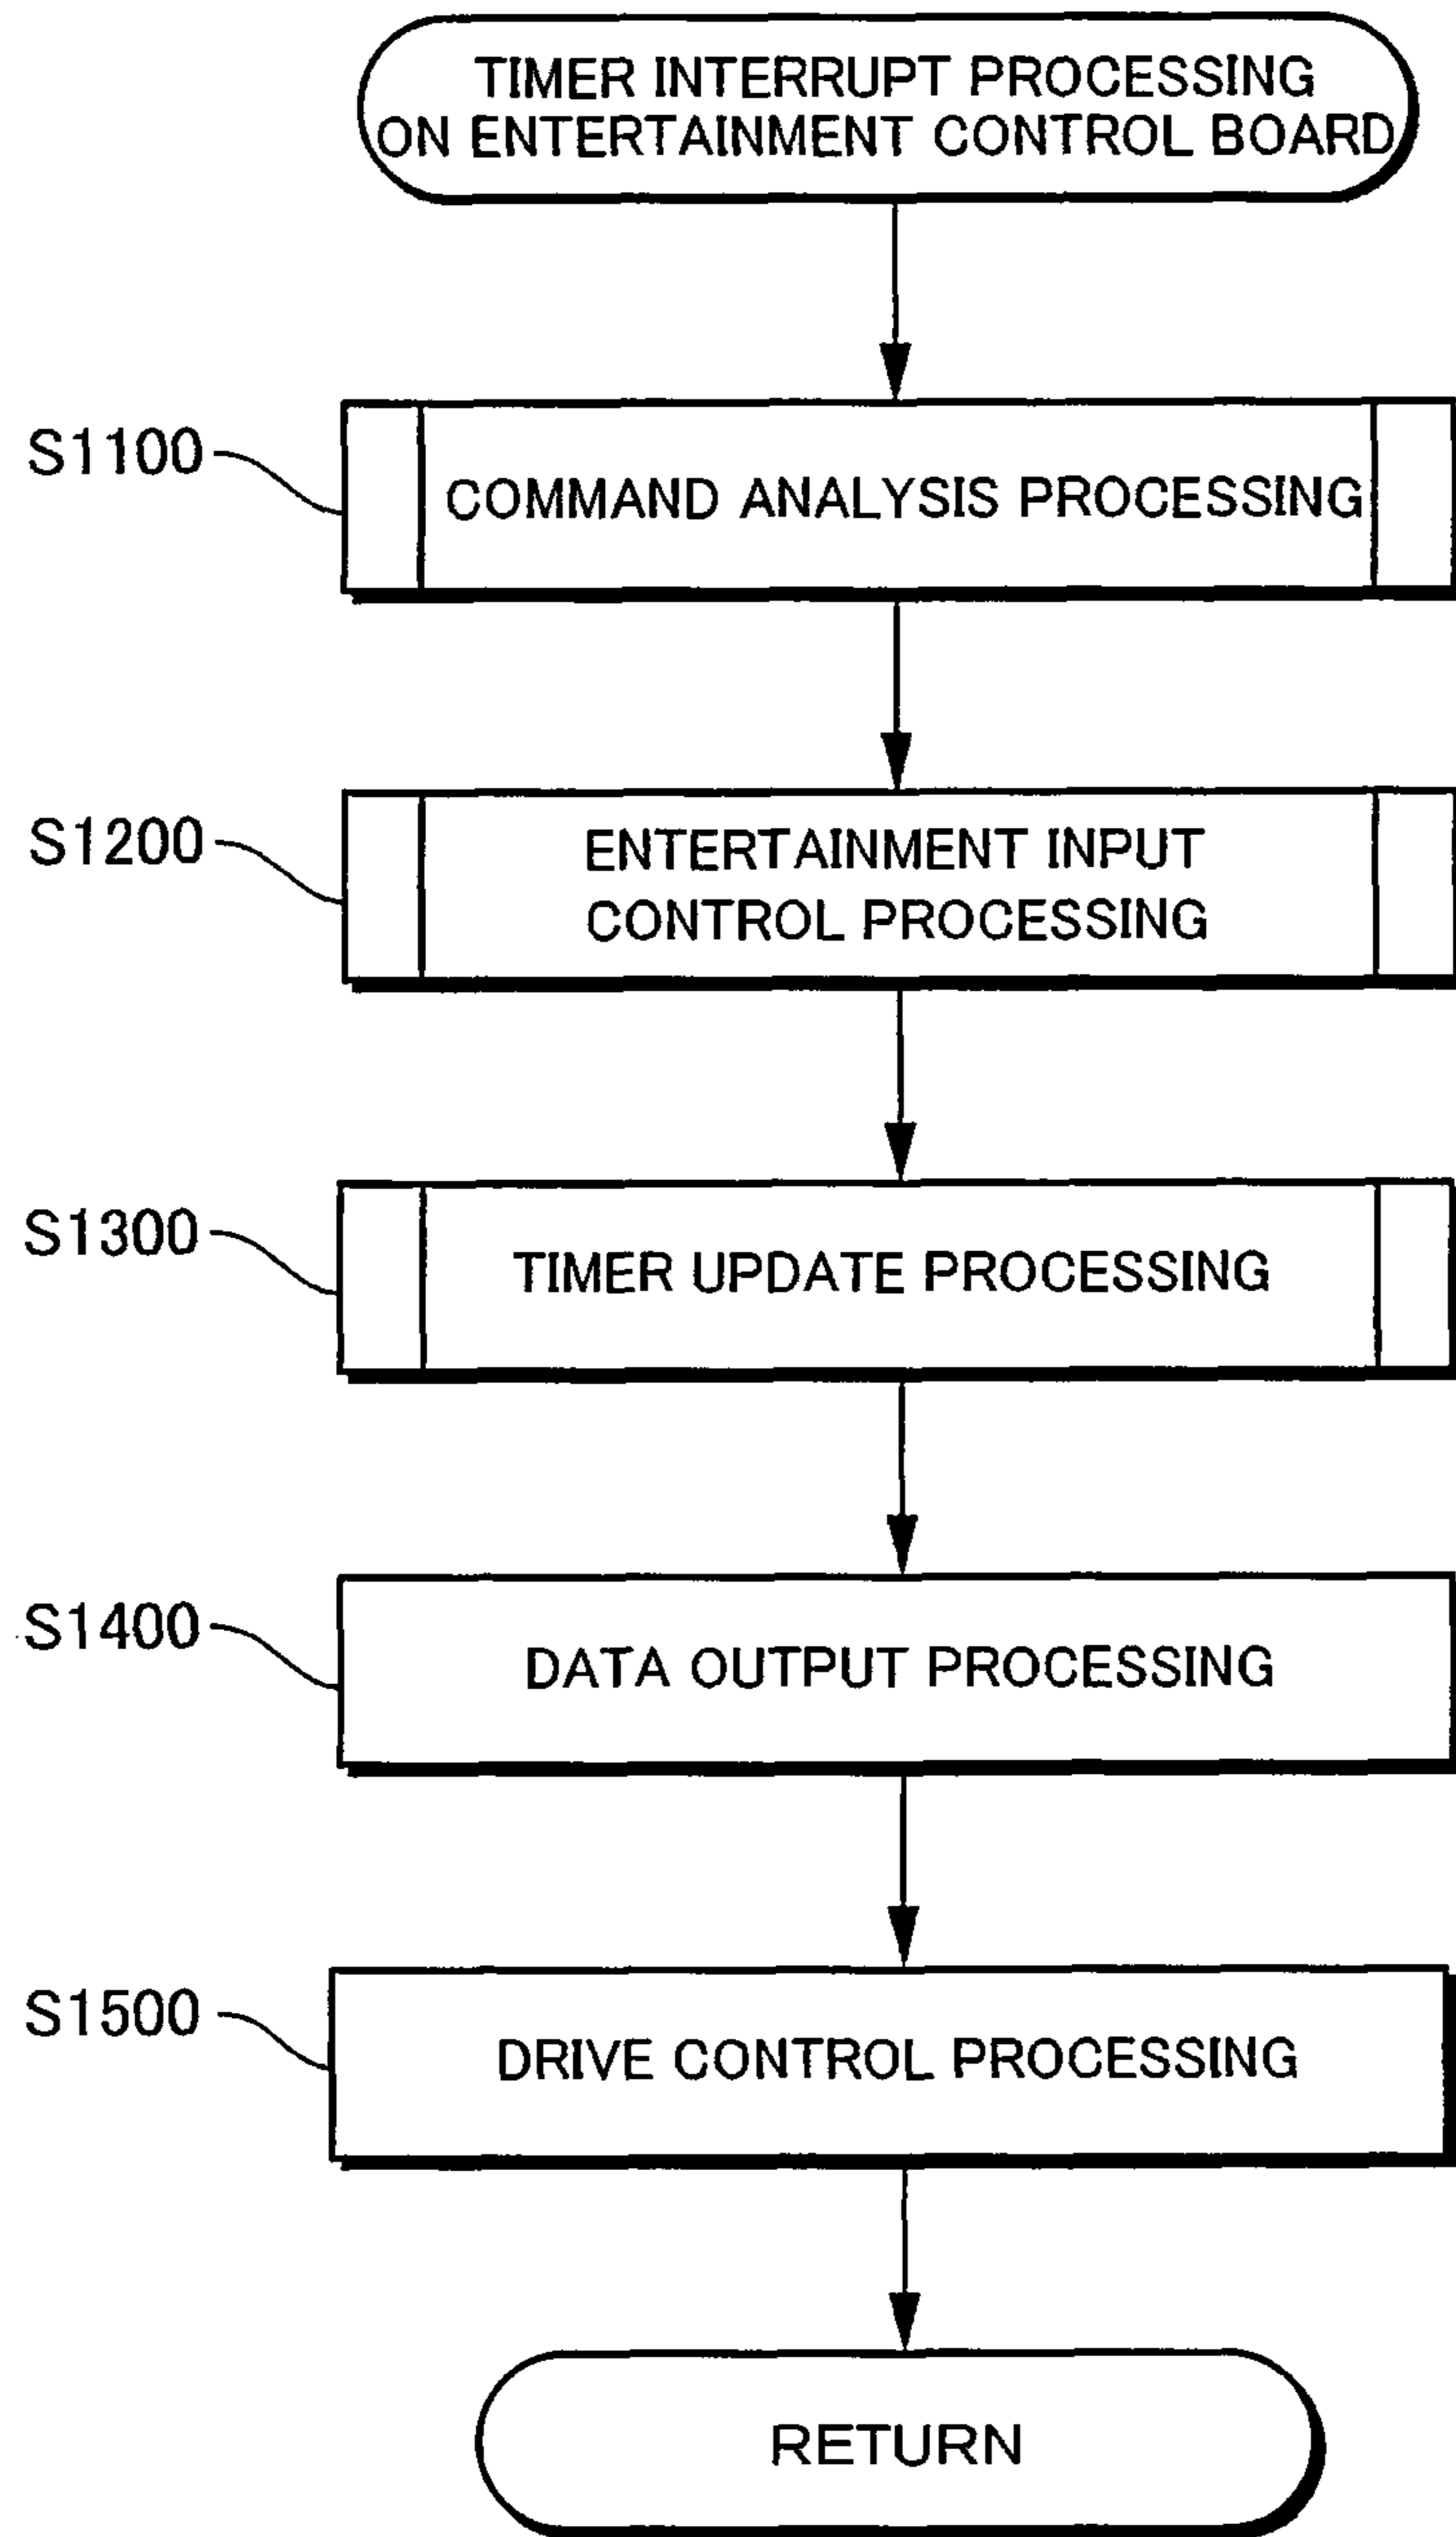 TIMER INTERRUPT PROCESSING
ON ENTERTAINMENT CONTROL BOARD
S1100
COMMAND ANALYSIS PROCESSING
S1200
ENTERTAINMENT INPUT
CONTROL PROCESSING
S1300
TIMER UPDATE PROCESSING
S1400
DATA OUTPUT PROCESSING
S1500
DRIVE CONTROL PROCESSING
RETURN